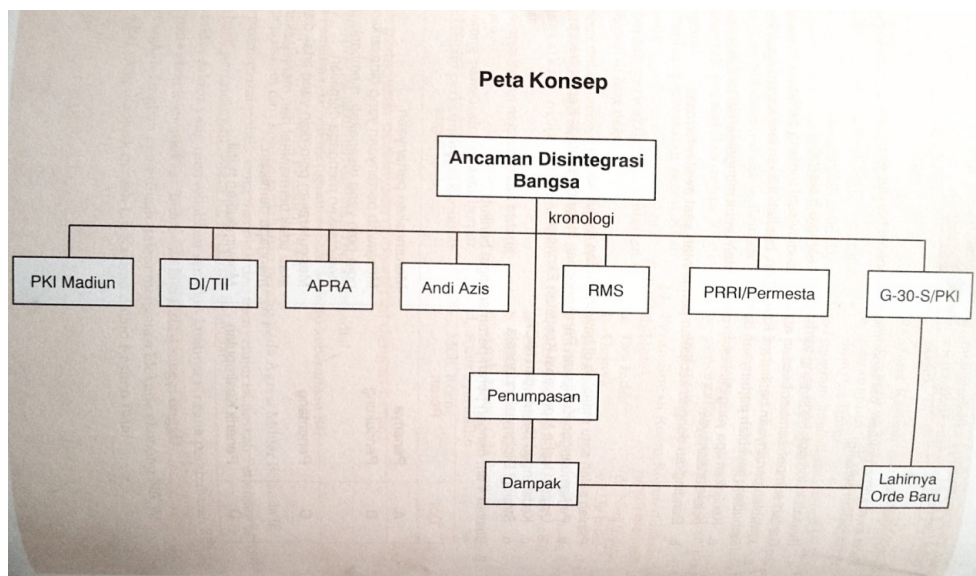 Peta Konsep
Ancaman Disintegrasi
Bangsa
kronologi
PKI Madiun
DI/TII
APRA
Andi Azis
RMS
PRRI/Permesta
G-30-S/PKI
Penumpasan
Dampak
Lahirnya
Orde Baru